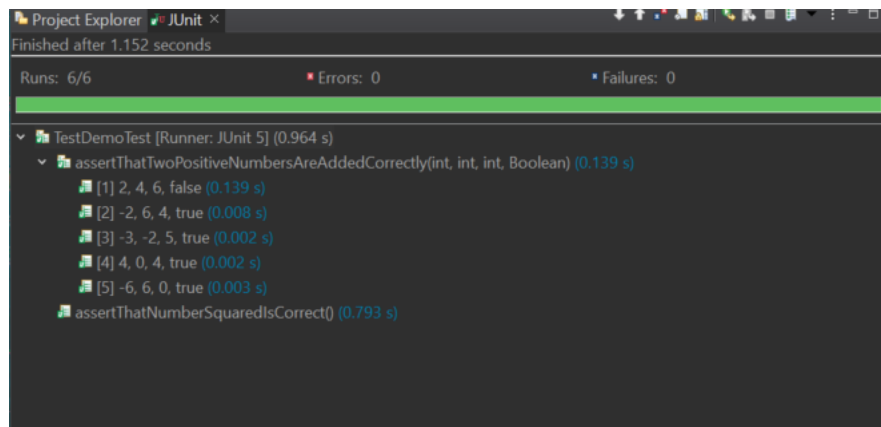 Project Explorer JUnit ×
Finished after 1.152 seconds
Runs: 6/6 Errors: 0 Failures: 0
TestDemoTest [Runner: JUnit 5] (0.964 s)
assertThatTwoPositiveNumbersAreAddedCorrectly(int, int, int, Boolean) (0.139 s)
[1] 2, 4, 6, false (0.139 s)
[2] -2, 6, 4, true (0.008 s)
[3] -3, -2, 5, true (0.002 s)
[4] 4, 0, 4, true (0.002 s)
[5] -6, 6, 0, true (0.003 s)
assertThatNumberSquaredIsCorrect() (0.793 s)